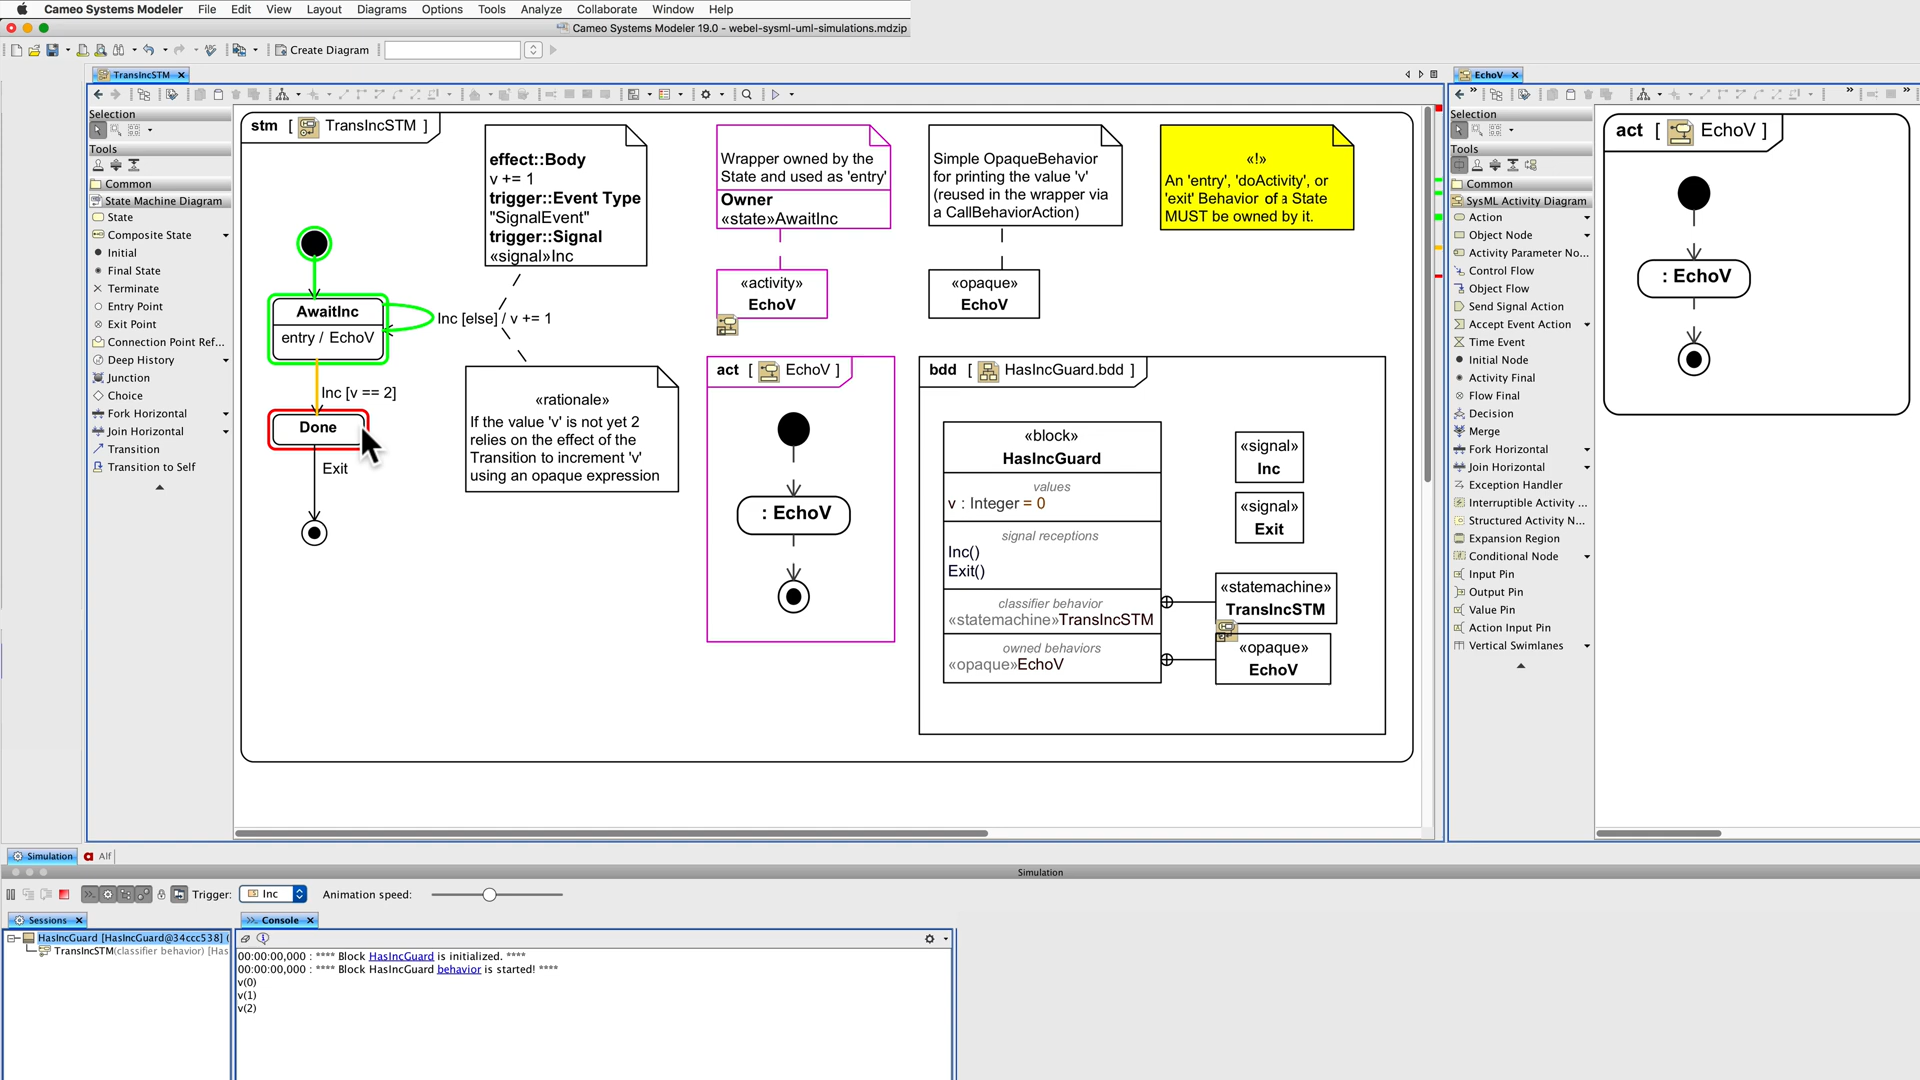 Cameo Systems Modeler File Edit View Layout Diagrams Options Tools Analyze Collaborate Window Help
Cameo Systems Modeler 19.0 - webel-sysml-uml-simulations.mdzip
Create Diagram
TransIncSTM
Selection
Tools
Common
State Machine Diagram
State
Composite State
Initial
Final State
Terminate
Entry Point
Exit Point
Connection Point Ref...
Deep History
Junction
Choice
Fork Horizontal
Join Horizontal
Transition
Transition to Self
stm [ TransIncSTM ]
AwaitInc
entry / EchoV
Inc [else] / v += 1
Inc [v == 2]
Done
Exit
effect::Body
v += 1
trigger::Event Type
"SignalEvent"
trigger::Signal
«signal»Inc
«rationale»
If the value 'v' is not yet 2
relies on the effect of the
Transition to increment 'v'
using an opaque expression
Wrapper owned by the
State and used as 'entry'
Owner
«state»AwaitInc
«activity»
EchoV
Simple OpaqueBehavior
for printing the value 'v'
(reused in the wrapper via
a CallBehaviorAction)
«opaque»
EchoV
«!»
An 'entry', 'doActivity', or
'exit' Behavior of a State
MUST be owned by it.
act [ EchoV ]
: EchoV
bdd [ HasIncGuard.bdd ]
«block»
HasIncGuard
values
v : Integer = 0
signal receptions
Inc()
Exit()
classifier behavior
«statemachine»TransIncSTM
owned behaviors
«opaque»EchoV
«signal»
Inc
«signal»
Exit
«statemachine»
TransIncSTM
«opaque»
EchoV
EchoV
Selection
Tools
Common
SysML Activity Diagram
Action
Object Node
Activity Parameter No...
Control Flow
Object Flow
Send Signal Action
Accept Event Action
Time Event
Initial Node
Activity Final
Flow Final
Decision
Merge
Fork Horizontal
Join Horizontal
Exception Handler
Interruptible Activity ...
Structured Activity N...
Expansion Region
Conditional Node
Input Pin
Output Pin
Value Pin
Action Input Pin
Vertical Swimlanes
act [ EchoV ]
: EchoV
Simulation
Alf
Simulation
Trigger: Inc Animation speed:
Sessions
HasIncGuard [HasIncGuard@34ccc538] (
TransIncSTM(classifier behavior) [Has
Console
00:00:00,000 : **** Block HasIncGuard is initialized. ****
00:00:00,000 : **** Block HasIncGuard behavior is started! ****
v(0)
v(1)
v(2)